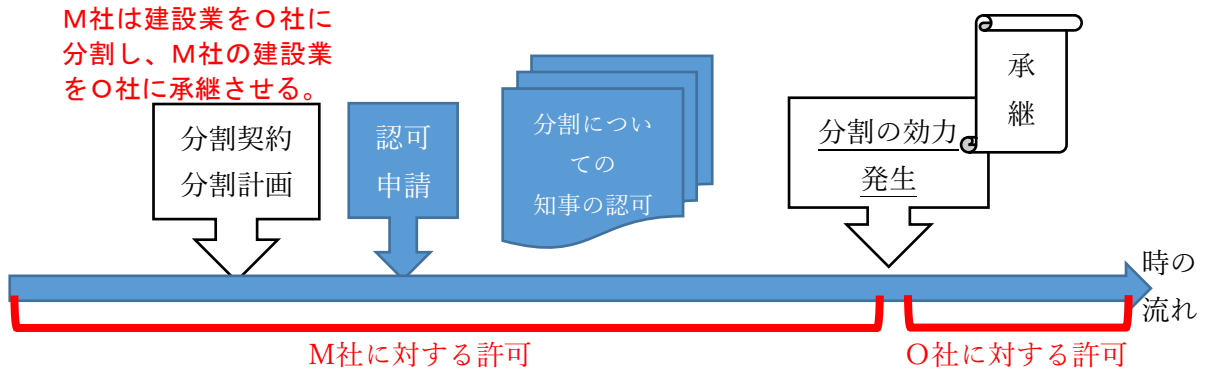 M社は建設業をO社に
分割し、M社の建設業
をO社に承継させる。
分割契約
分割計画
認可
申請
分割につい
ての
知事の認可
分割の効力
発生
承
継
時の
流れ
M社に対する許可
O社に対する許可